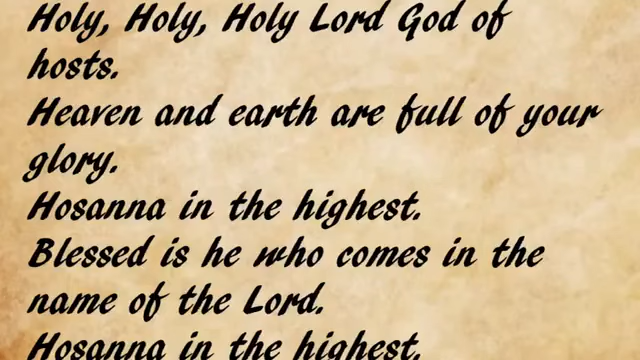 Holy, Holy, Holy Lord God of
hosts.
Heaven and earth are full of your
glory.
Hosanna in the highest.
Blessed is he who comes in the
name of the Lord.
Hosanna in the highest.